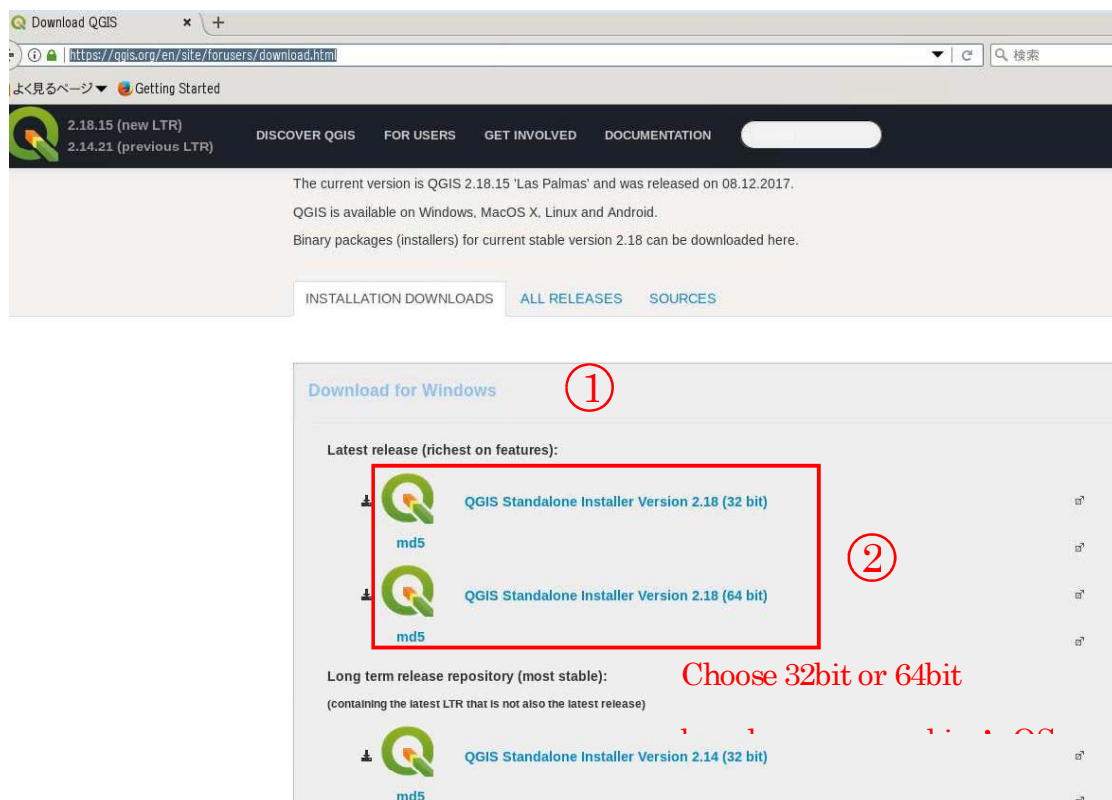 Download QGIS
https://qgis.org/en/site/forusers/download.html
検索
よく見るページ Getting Started
2.18.15 (new LTR)
2.14.21 (previous LTR)
DISCOVER QGIS FOR USERS GET INVOLVED DOCUMENTATION
The current version is QGIS 2.18.15 'Las Palmas' and was released on 08.12.2017.
QGIS is available on Windows, MacOS X, Linux and Android.
Binary packages (installers) for current stable version 2.18 can be downloaded here.
INSTALLATION DOWNLOADS ALL RELEASES SOURCES
Download for Windows ①
Latest release (richest on features):
QGIS Standalone Installer Version 2.18 (32 bit)
md5
②
QGIS Standalone Installer Version 2.18 (64 bit)
md5
Long term release repository (most stable):
Choose 32bit or 64bit
(containing the latest LTR that is not also the latest release)
QGIS Standalone Installer Version 2.14 (32 bit)
md5